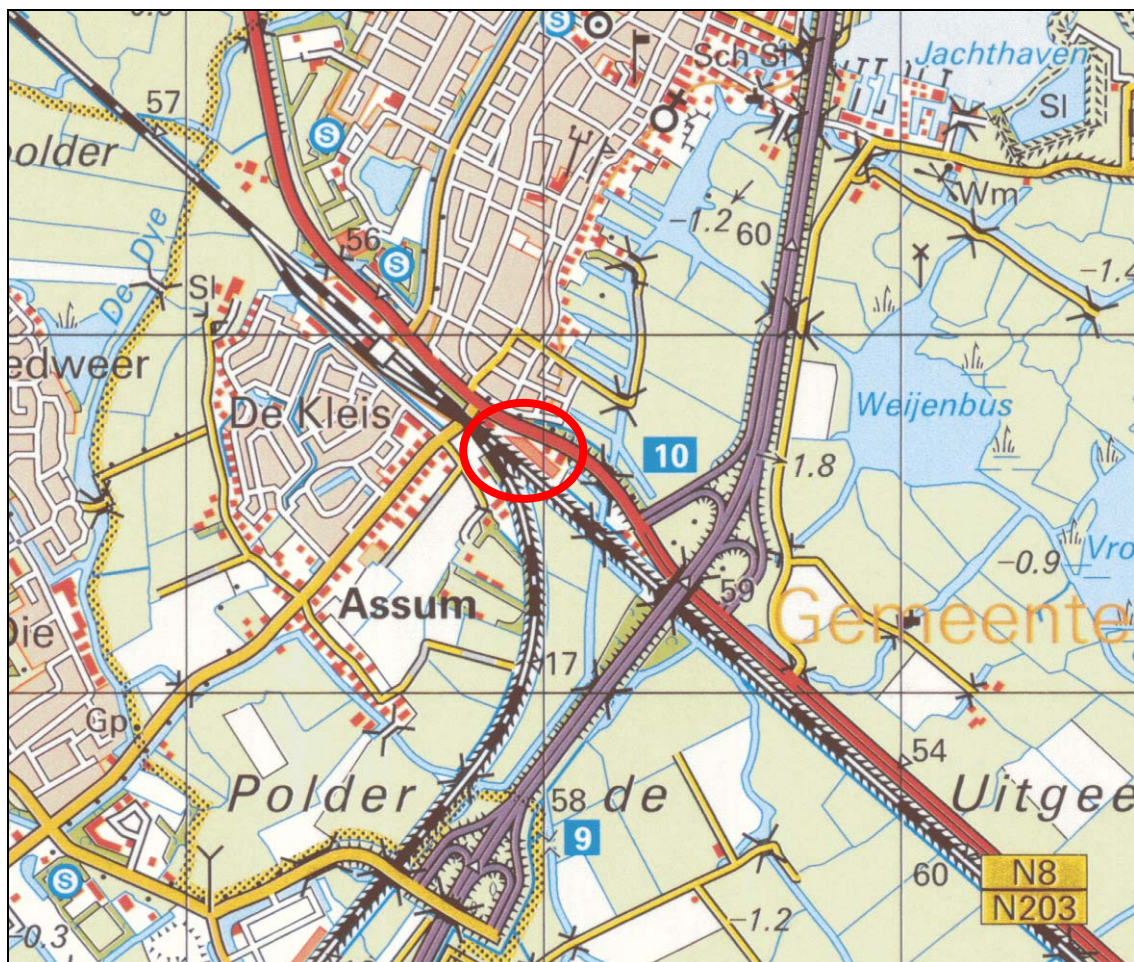 S
Sch St
Jachthaven
57
Sl
polder
S
Wm
-1.2
60
De Dye
56
-1.4
S
Sl
edweer
De Kleis
Weijenbus
10
1.8
-0.9
Vro
59
Assum
Gemeente
Die
17
Gp
54
Polder de Uitgee
58
9
S
60
N8
N203
-0.3
-1.2